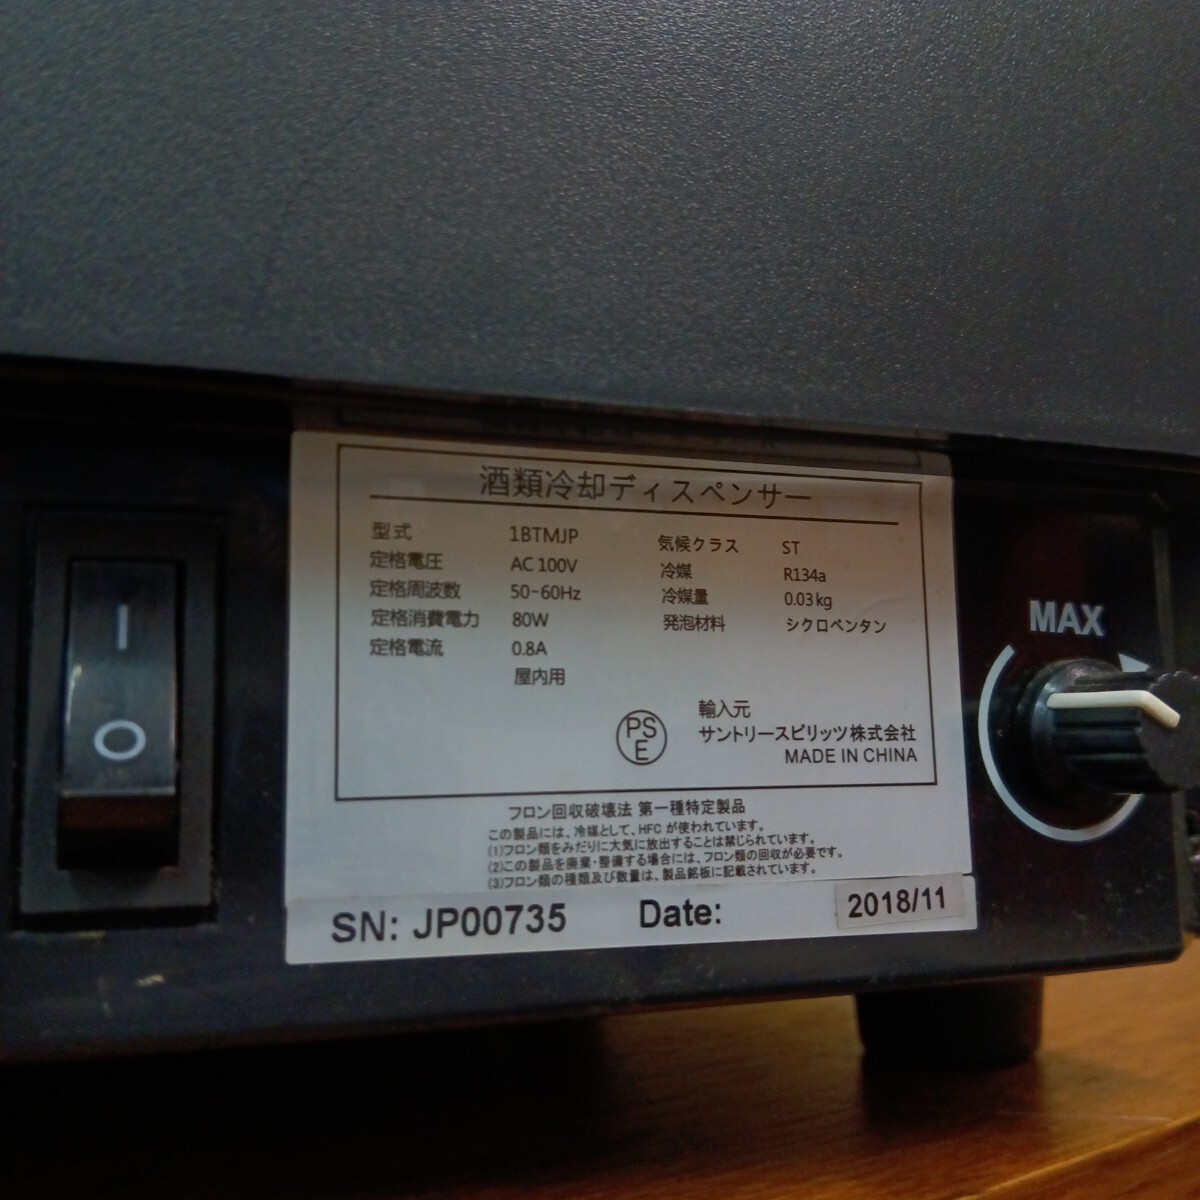 酒類冷却ディスペンサー
型式 1BTMJP
定格電圧 AC 100V
定格周波数 50-60Hz
定格消費電力 80W
定格電流 0.8A
屋内用
気候クラス ST
冷媒 R134a
冷媒量 0.03kg
発泡材料 シクロペンタン
PSE
輸入元
サントリースピリッツ株式会社
MADE IN CHINA
フロン回収破壊法 第一種特定製品
この製品には、冷媒として、HFC が使われています。
(1)フロン類をみだりに大気に放出することは禁じられています。
(2)この製品を廃棄・整備する場合には、フロン類の回収が必要です。
(3)フロン類の種類及び数量は、製品銘板に記載されています。
SN: JP00735 Date: 2018/11
MAX